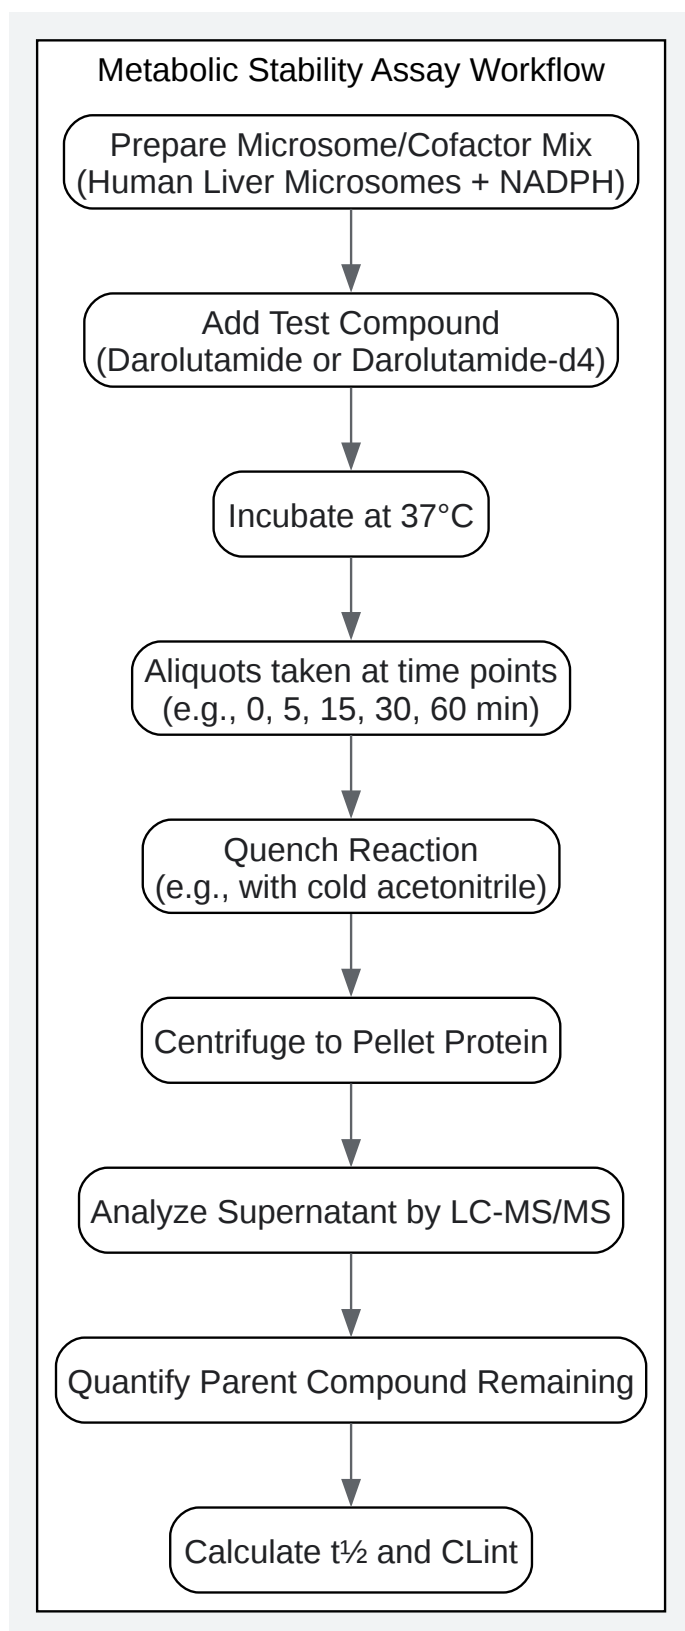 Metabolic Stability Assay Workflow
Prepare Microsome/Cofactor Mix
(Human Liver Microsomes + NADPH)
Add Test Compound
(Darolutamide or Darolutamide-d4)
Incubate at 37°C
Aliquots taken at time points
(e.g., 0, 5, 15, 30, 60 min)
Quench Reaction
(e.g., with cold acetonitrile)
Centrifuge to Pellet Protein
Analyze Supernatant by LC-MS/MS
Quantify Parent Compound Remaining
Calculate t½ and CLint